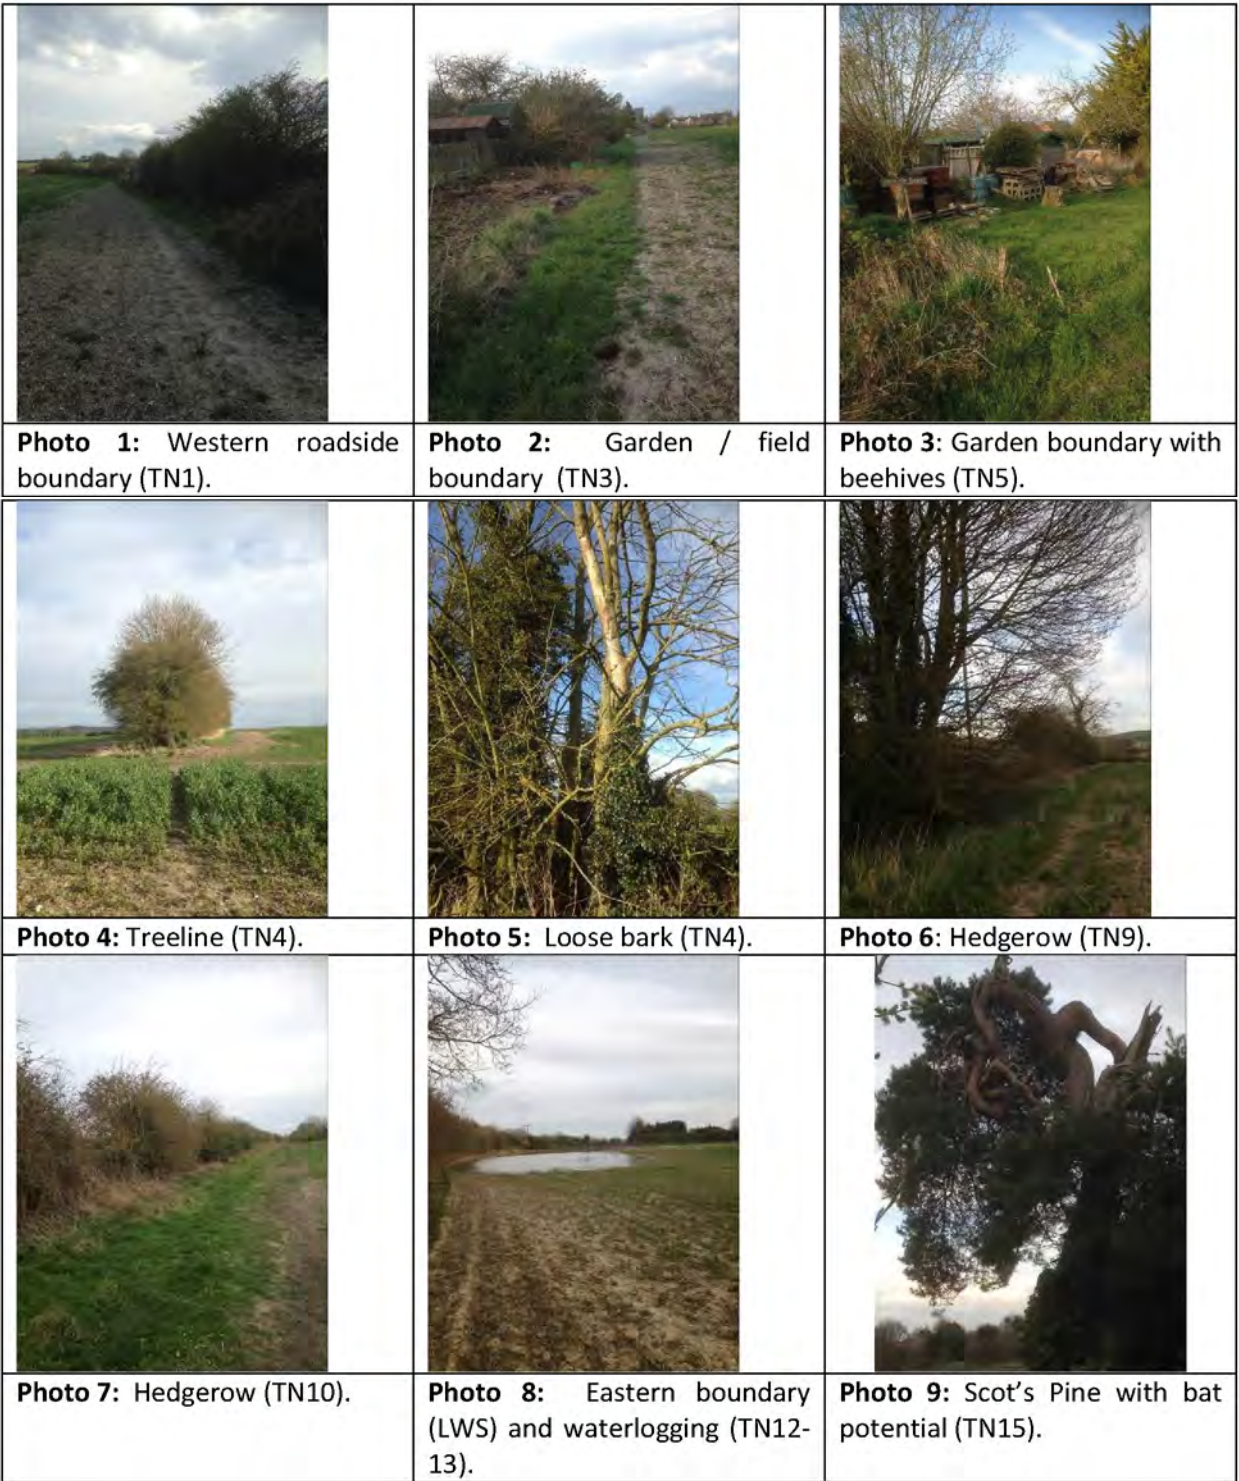 Photo 1: Western roadside
boundary (TN1).
Photo 2: Garden / field
boundary (TN3).
Photo 3: Garden boundary with
beehives (TN5).
Photo 4: Treeline (TN4).
Photo 5: Loose bark (TN4).
Photo 6: Hedgerow (TN9).
Photo 7: Hedgerow (TN10).
Photo 8: Eastern boundary
(LWS) and waterlogging (TN12-
13).
Photo 9: Scot's Pine with bat
potential (TN15).